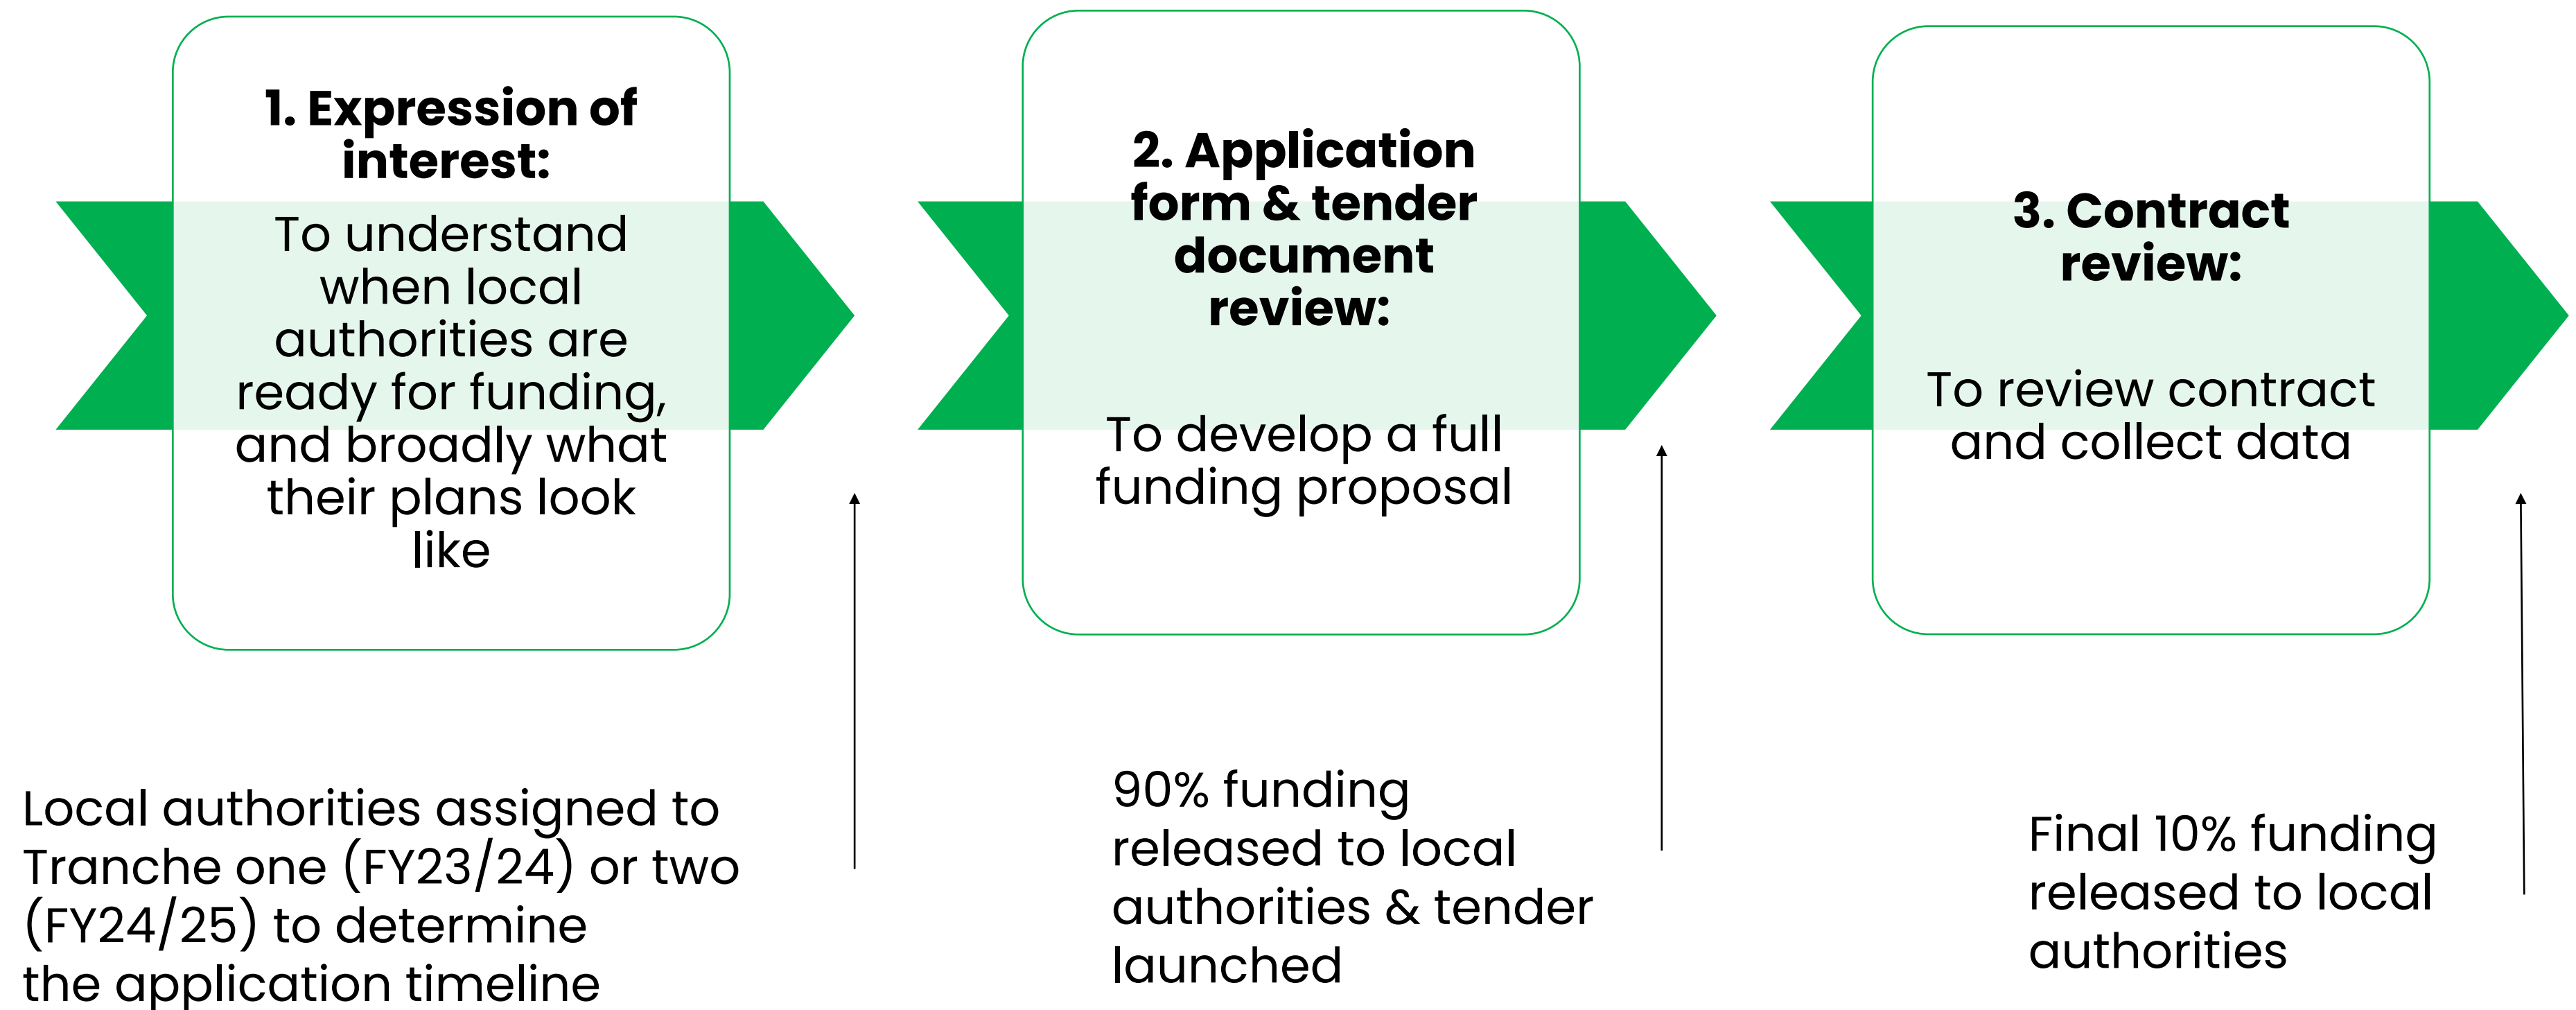 1. Expression of
interest:
To understand
when local
authorities are
ready for funding,
and broadly what
their plans look
like
2. Application
form & tender
document
review:
To develop a full
funding proposal
3. Contract
review:
To review contract
and collect data
Local authorities assigned to
Tranche one (FY23/24) or two
(FY24/25) to determine
the application timeline
90% funding
released to local
authorities & tender
launched
Final 10% funding
released to local
authorities